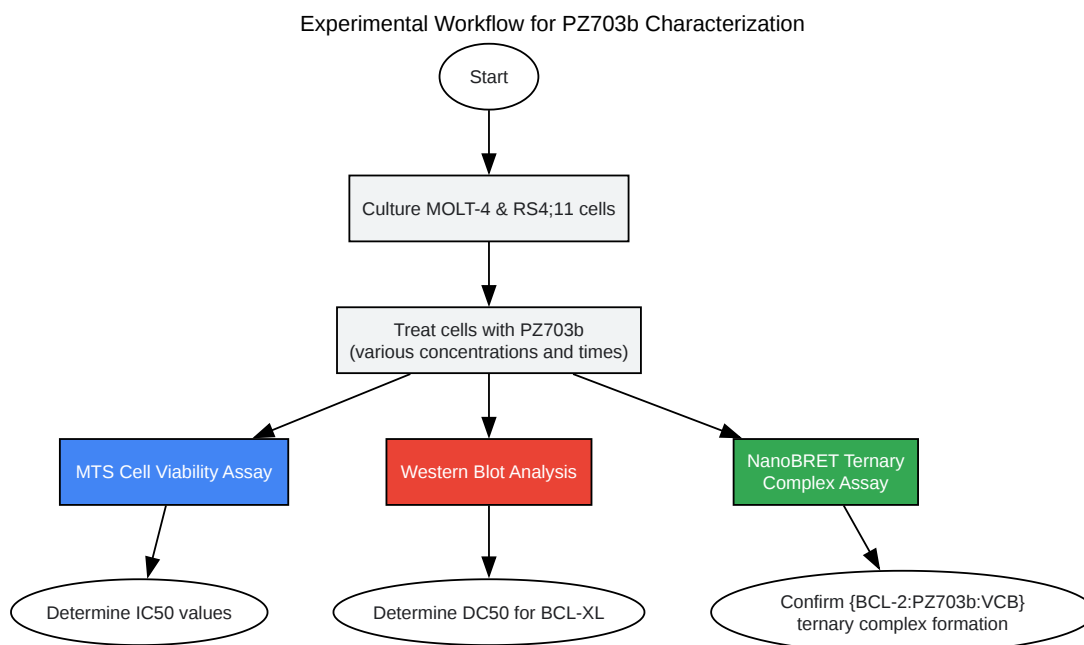 Experimental Workflow for PZ703b Characterization
Start
Culture MOLT-4 & RS4;11 cells
Treat cells with PZ703b
(various concentrations and times)
MTS Cell Viability Assay
Western Blot Analysis
NanoBRET Ternary
Complex Assay
Determine IC50 values
Determine DC50 for BCL-XL
Confirm {BCL-2:PZ703b:VCB}
ternary complex formation